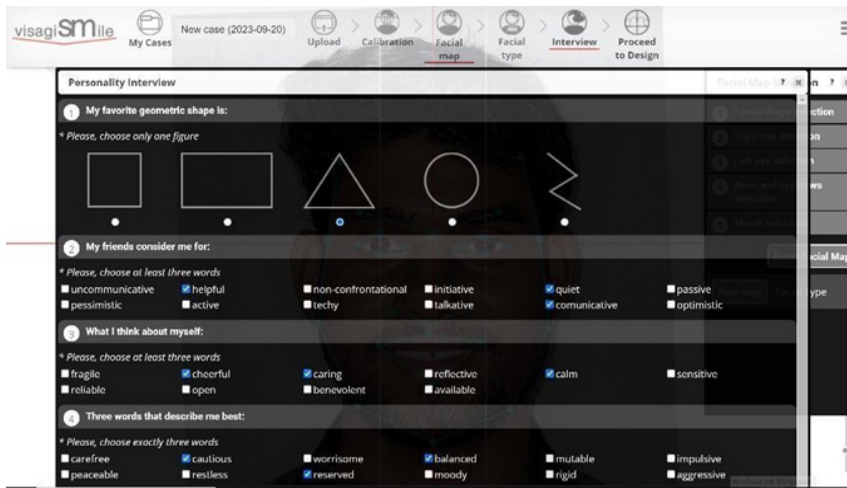 visagiSMile
My Cases
New case (2023-09-20)
Upload
Calibration
Facial map
Facial type
Interview
Proceed to Design
Personality Interview
? ×
1 My favorite geometric shape is:
* Please, choose only one figure
2 My friends consider me for:
* Please, choose at least three words
uncommunicative helpful non-confrontational initiative quiet passive
pessimistic active techy talkative comunicative optimistic
3 What I think about myself:
* Please, choose at least three words
fragile cheerful caring reflective calm sensitive
reliable open benevolent available
4 Three words that describe me best:
* Please, choose exactly three words
carefree cautious worrisome balanced mutable impulsive
peaceable restless reserved moody rigid aggressive